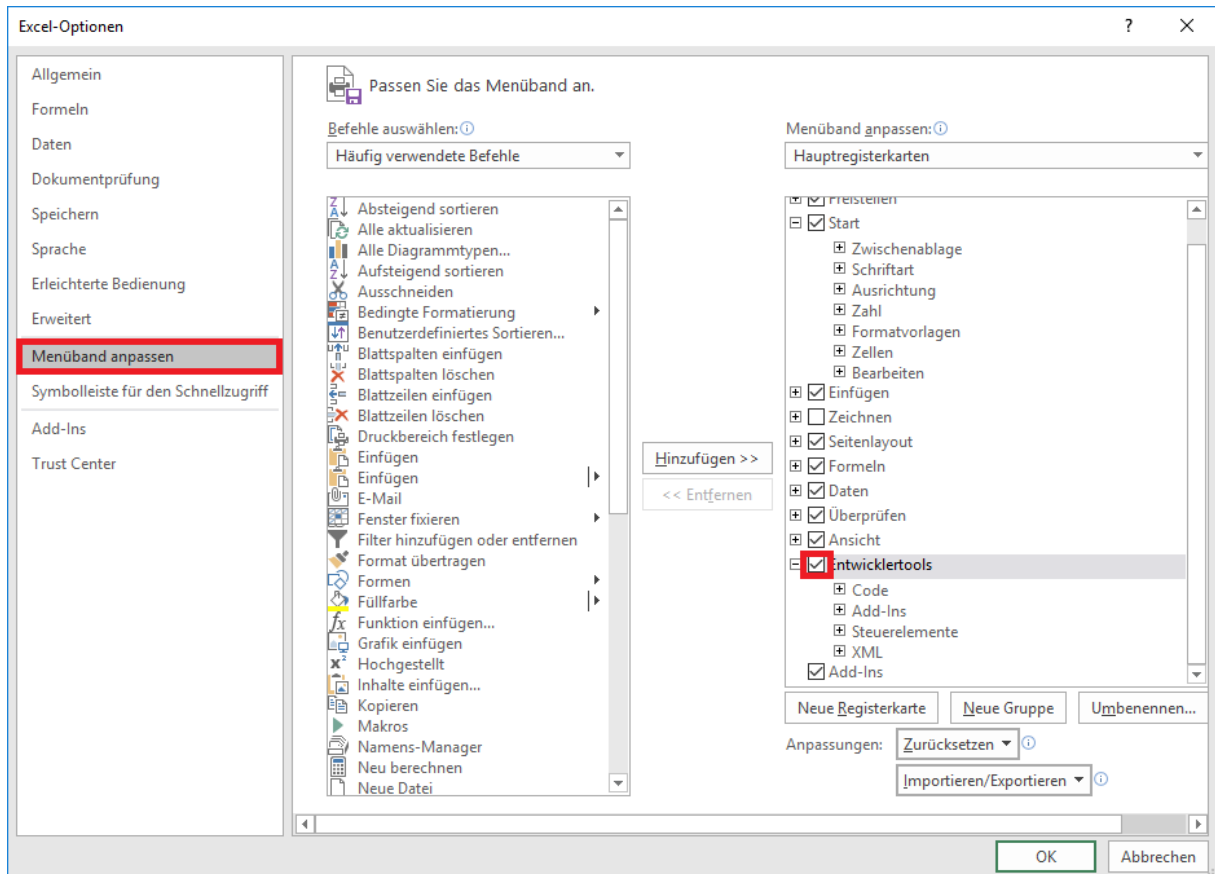 Excel-Optionen
Allgemein
Formeln
Daten
Dokumentprüfung
Speichern
Sprache
Erleichterte Bedienung
Erweitert
Menüband anpassen
Symbolleiste für den Schnellzugriff
Add-Ins
Trust Center
Passen Sie das Menüband an.
Befehle auswählen:
Häufig verwendete Befehle
Absteigend sortieren
Alle aktualisieren
Alle Diagrammtypen...
Aufsteigend sortieren
Ausschneiden
Bedingte Formatierung
Benutzerdefiniertes Sortieren...
Blattspalten einfügen
Blattspalten löschen
Blattzeilen einfügen
Blattzeilen löschen
Druckbereich festlegen
Einfügen
Einfügen
E-Mail
Fenster fixieren
Filter hinzufügen oder entfernen
Format übertragen
Formen
Füllfarbe
Funktion einfügen...
Grafik einfügen
Hochgestellt
Inhalte einfügen...
Kopieren
Makros
Namens-Manager
Neu berechnen
Neue Datei
Hinzufügen >>
<< Entfernen
Menüband anpassen:
Hauptregisterkarten
Freistellen
Start
Zwischenablage
Schriftart
Ausrichtung
Zahl
Formatvorlagen
Zellen
Bearbeiten
Einfügen
Zeichnen
Seitenlayout
Formeln
Daten
Überprüfen
Ansicht
Entwicklertools
Code
Add-Ins
Steuerelemente
XML
Add-Ins
Neue Registerkarte
Neue Gruppe
Umbenennen...
Anpassungen:
Zurücksetzen
Importieren/Exportieren
OK
Abbrechen